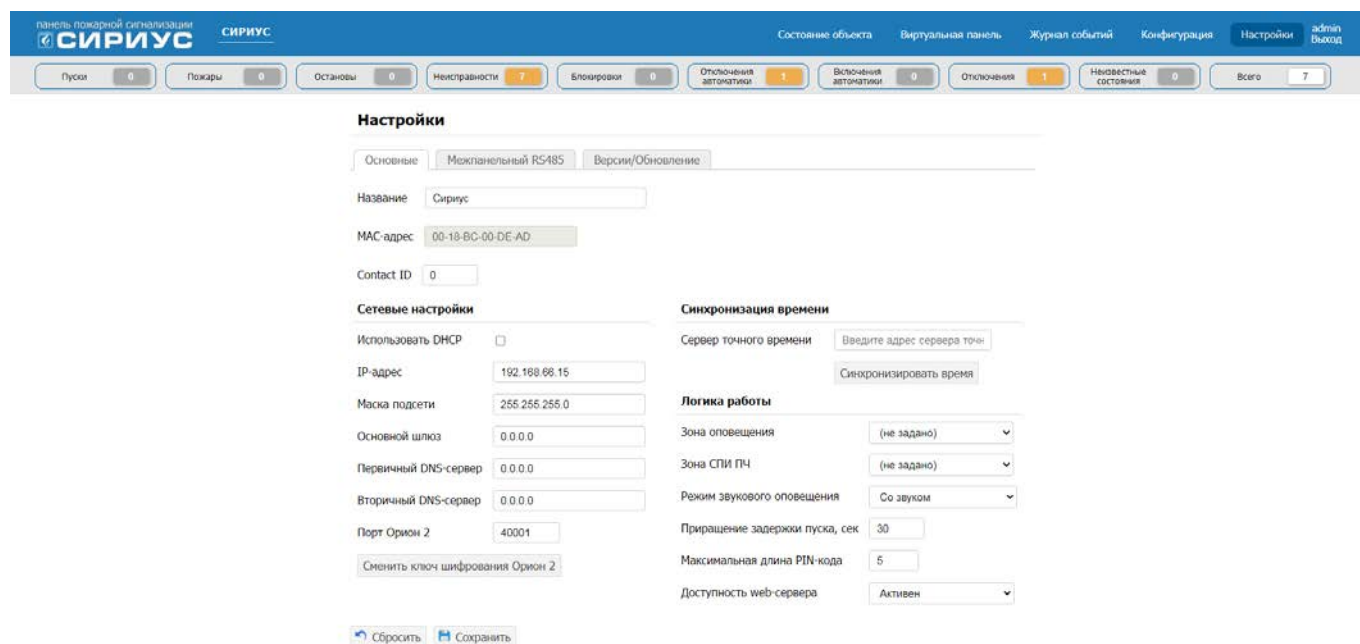 панель пожарной сигнализации
СИРИУС
СИРИУС
Состояние объекта Виртуальная панель Журнал событий Конфигурация Настройки admin
Выход
Пуски 0 Пожары 0 Остановы 0 Неисправности 7 Блокировки 0 Отключения автоматики 1 Включения автоматики 0 Отключения 1 Неизвестные состояния 0 Всего 7
Настройки
Основные Межпанельный RS485 Версии/Обновление
Название Сириус
MAC-адрес 00-18-BC-00-DE-AD
Contact ID 0
Сетевые настройки
Использовать DHCP
IP-адрес 192.168.66.15
Маска подсети 255.255.255.0
Основной шлюз 0.0.0.0
Первичный DNS-сервер 0.0.0.0
Вторичный DNS-сервер 0.0.0.0
Порт Орион 2 40001
Сменить ключ шифрования Орион 2
Синхронизация времени
Сервер точного времени Введите адрес сервера точн
Синхронизировать время
Логика работы
Зона оповещения (не задано)
Зона СПИ ПЧ (не задано)
Режим звукового оповещения Со звуком
Приращение задержки пуска, сек 30
Максимальная длина PIN-кода 5
Доступность web-сервера Активен
Сбросить Сохранить